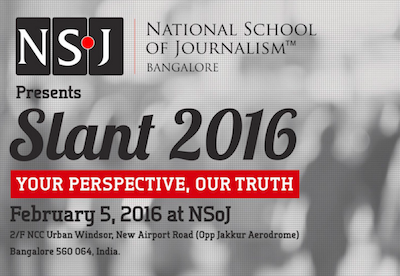 NSJ
NATIONAL SCHOOL
OF JOURNALISM™
BANGALORE
Presents
Slant 2016
YOUR PERSPECTIVE, OUR TRUTH
February 5, 2016 at NSoJ
2/F NCC Urban Windsor, New Airport Road (Opp Jakkur Aerodrome)
Bangalore 560 064, India.